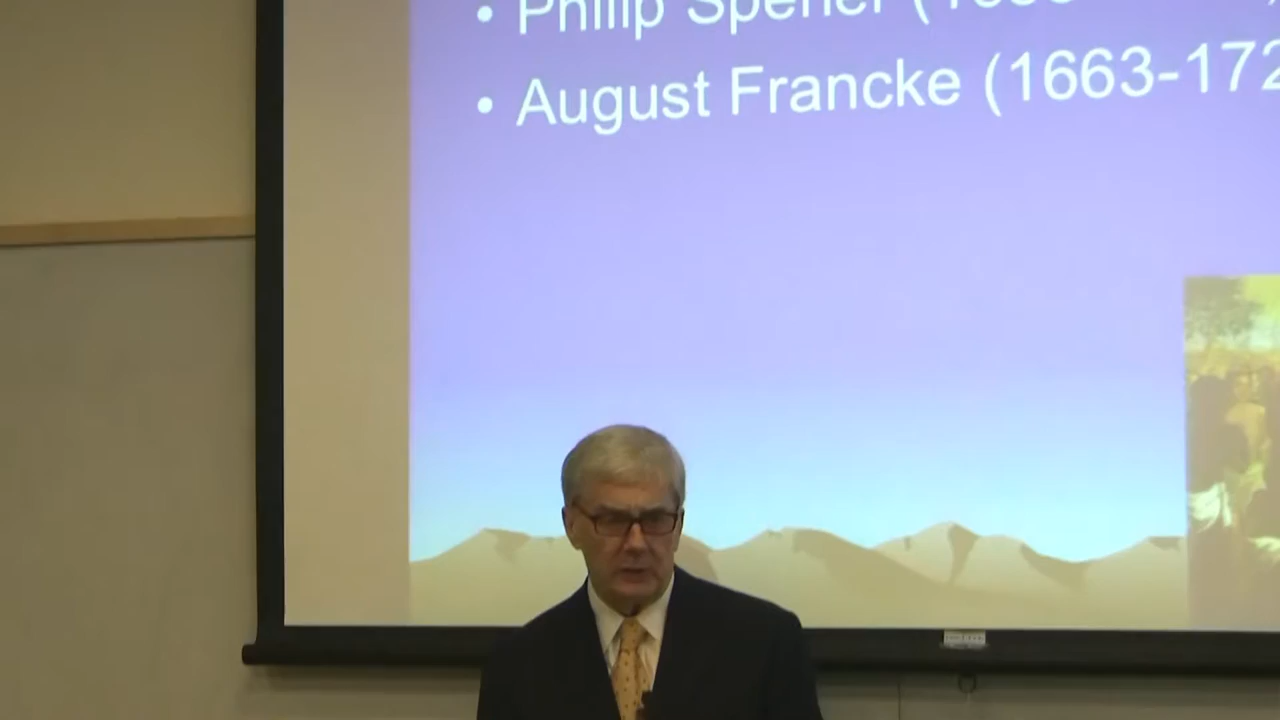 • Philip Spener (
• August Francke (1663-172